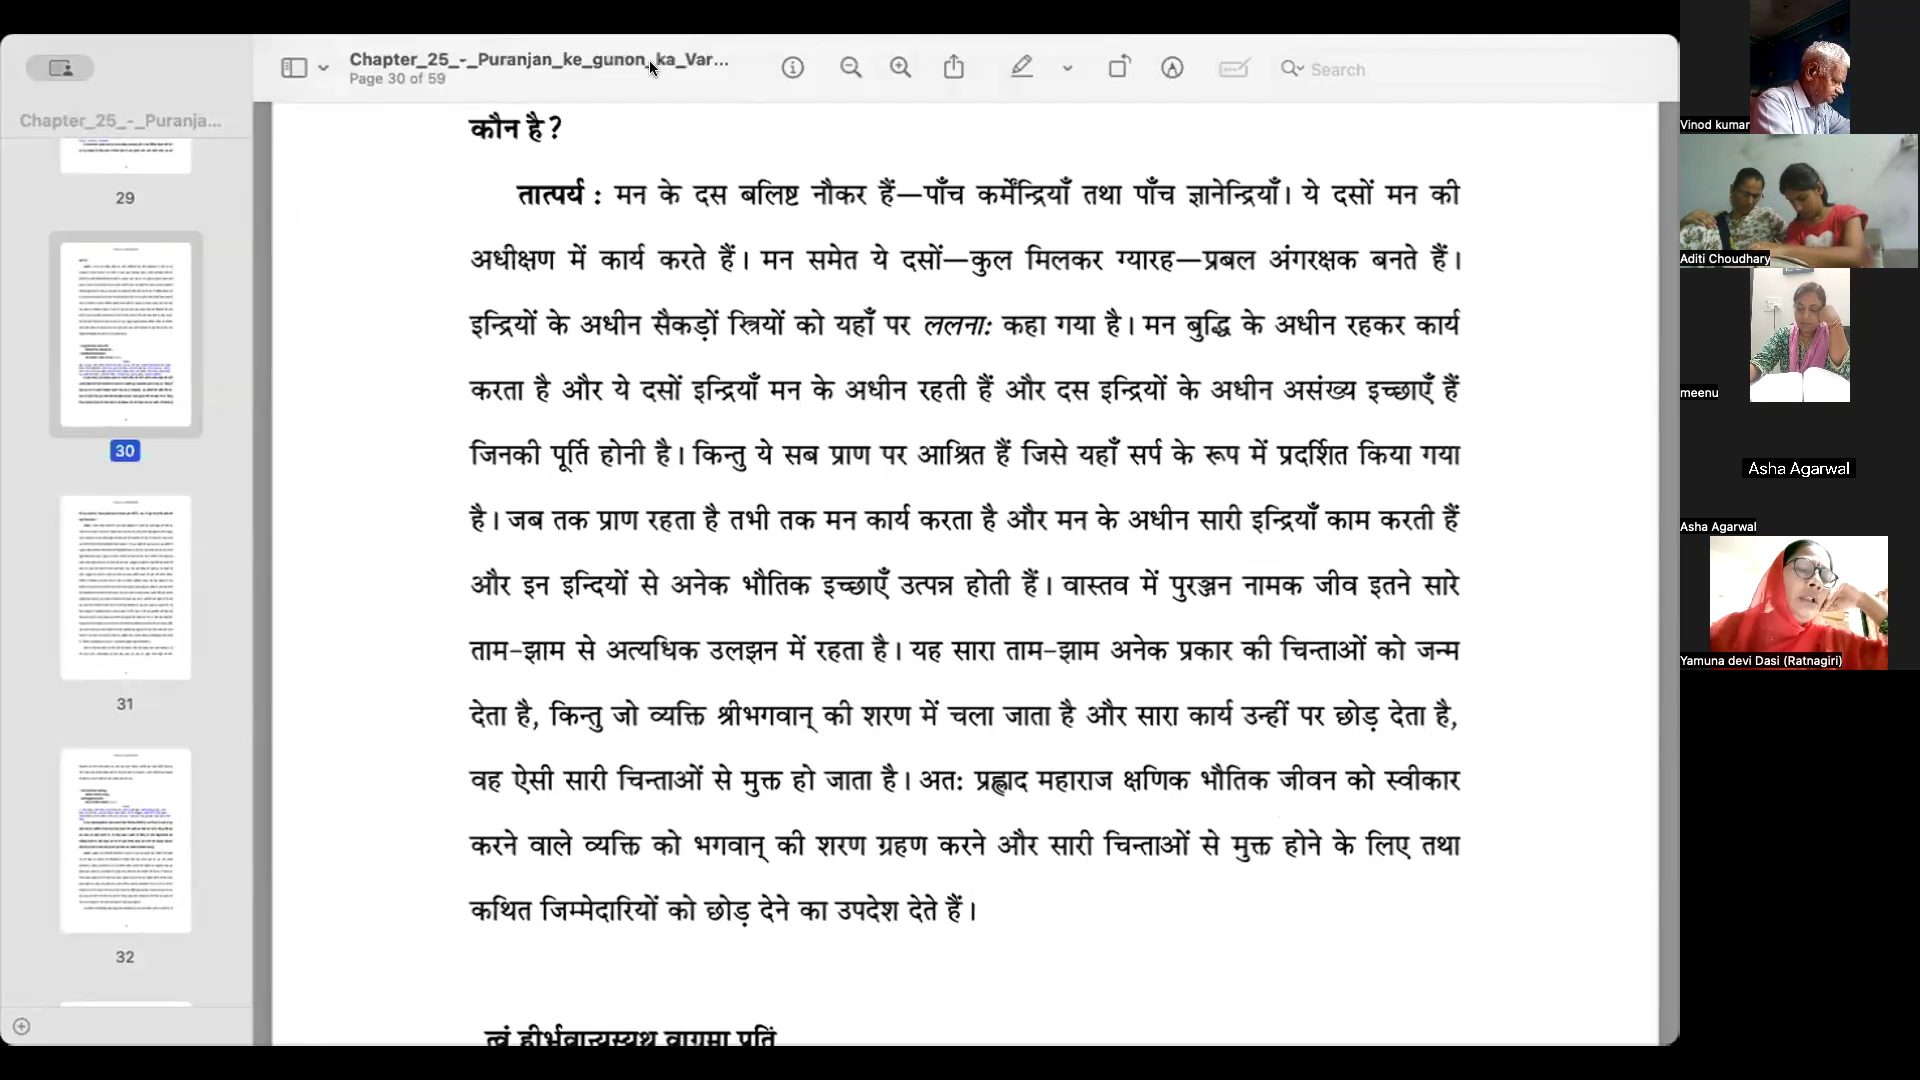 Chapter_25_-_Puranjan_ke_gunon_ka_Var...
Page 30 of 59
Search
Chapter_25_-_Puranja...
29
30
31
32
कौन है?
तात्पर्य : मन के दस बलिष्ट नौकर हैं—पाँच कर्मेंन्द्रियाँ तथा पाँच ज्ञानेन्द्रियाँ। ये दसों मन की
अधीक्षण में कार्य करते हैं। मन समेत ये दसों—कुल मिलकर ग्यारह—प्रबल अंगरक्षक बनते हैं।
इन्द्रियों के अधीन सैकड़ों स्त्रियों को यहाँ पर ललना: कहा गया है। मन बुद्धि के अधीन रहकर कार्य
करता है और ये दसों इन्द्रियाँ मन के अधीन रहती हैं और दस इन्द्रियों के अधीन असंख्य इच्छाएँ हैं
जिनकी पूर्ति होनी है। किन्तु ये सब प्राण पर आश्रित हैं जिसे यहाँ सर्प के रूप में प्रदर्शित किया गया
है। जब तक प्राण रहता है तभी तक मन कार्य करता है और मन के अधीन सारी इन्द्रियाँ काम करती हैं
और इन इन्दियों से अनेक भौतिक इच्छाएँ उत्पन्न होती हैं। वास्तव में पुरञ्जन नामक जीव इतने सारे
ताम-झाम से अत्यधिक उलझन में रहता है। यह सारा ताम-झाम अनेक प्रकार की चिन्ताओं को जन्म
देता है, किन्तु जो व्यक्ति श्रीभगवान् की शरण में चला जाता है और सारा कार्य उन्हीं पर छोड़ देता है,
वह ऐसी सारी चिन्ताओं से मुक्त हो जाता है। अत: प्रह्लाद महाराज क्षणिक भौतिक जीवन को स्वीकार
करने वाले व्यक्ति को भगवान् की शरण ग्रहण करने और सारी चिन्ताओं से मुक्त होने के लिए तथा
कथित जिम्मेदारियों को छोड़ देने का उपदेश देते हैं।
त्वं ह्रीर्भवान्यस्यथ वाग्रमा पतिं
Vinod kumar
Aditi Choudhary
meenu
Asha Agarwal
Asha Agarwal
Yamuna devi Dasi (Ratnagiri)